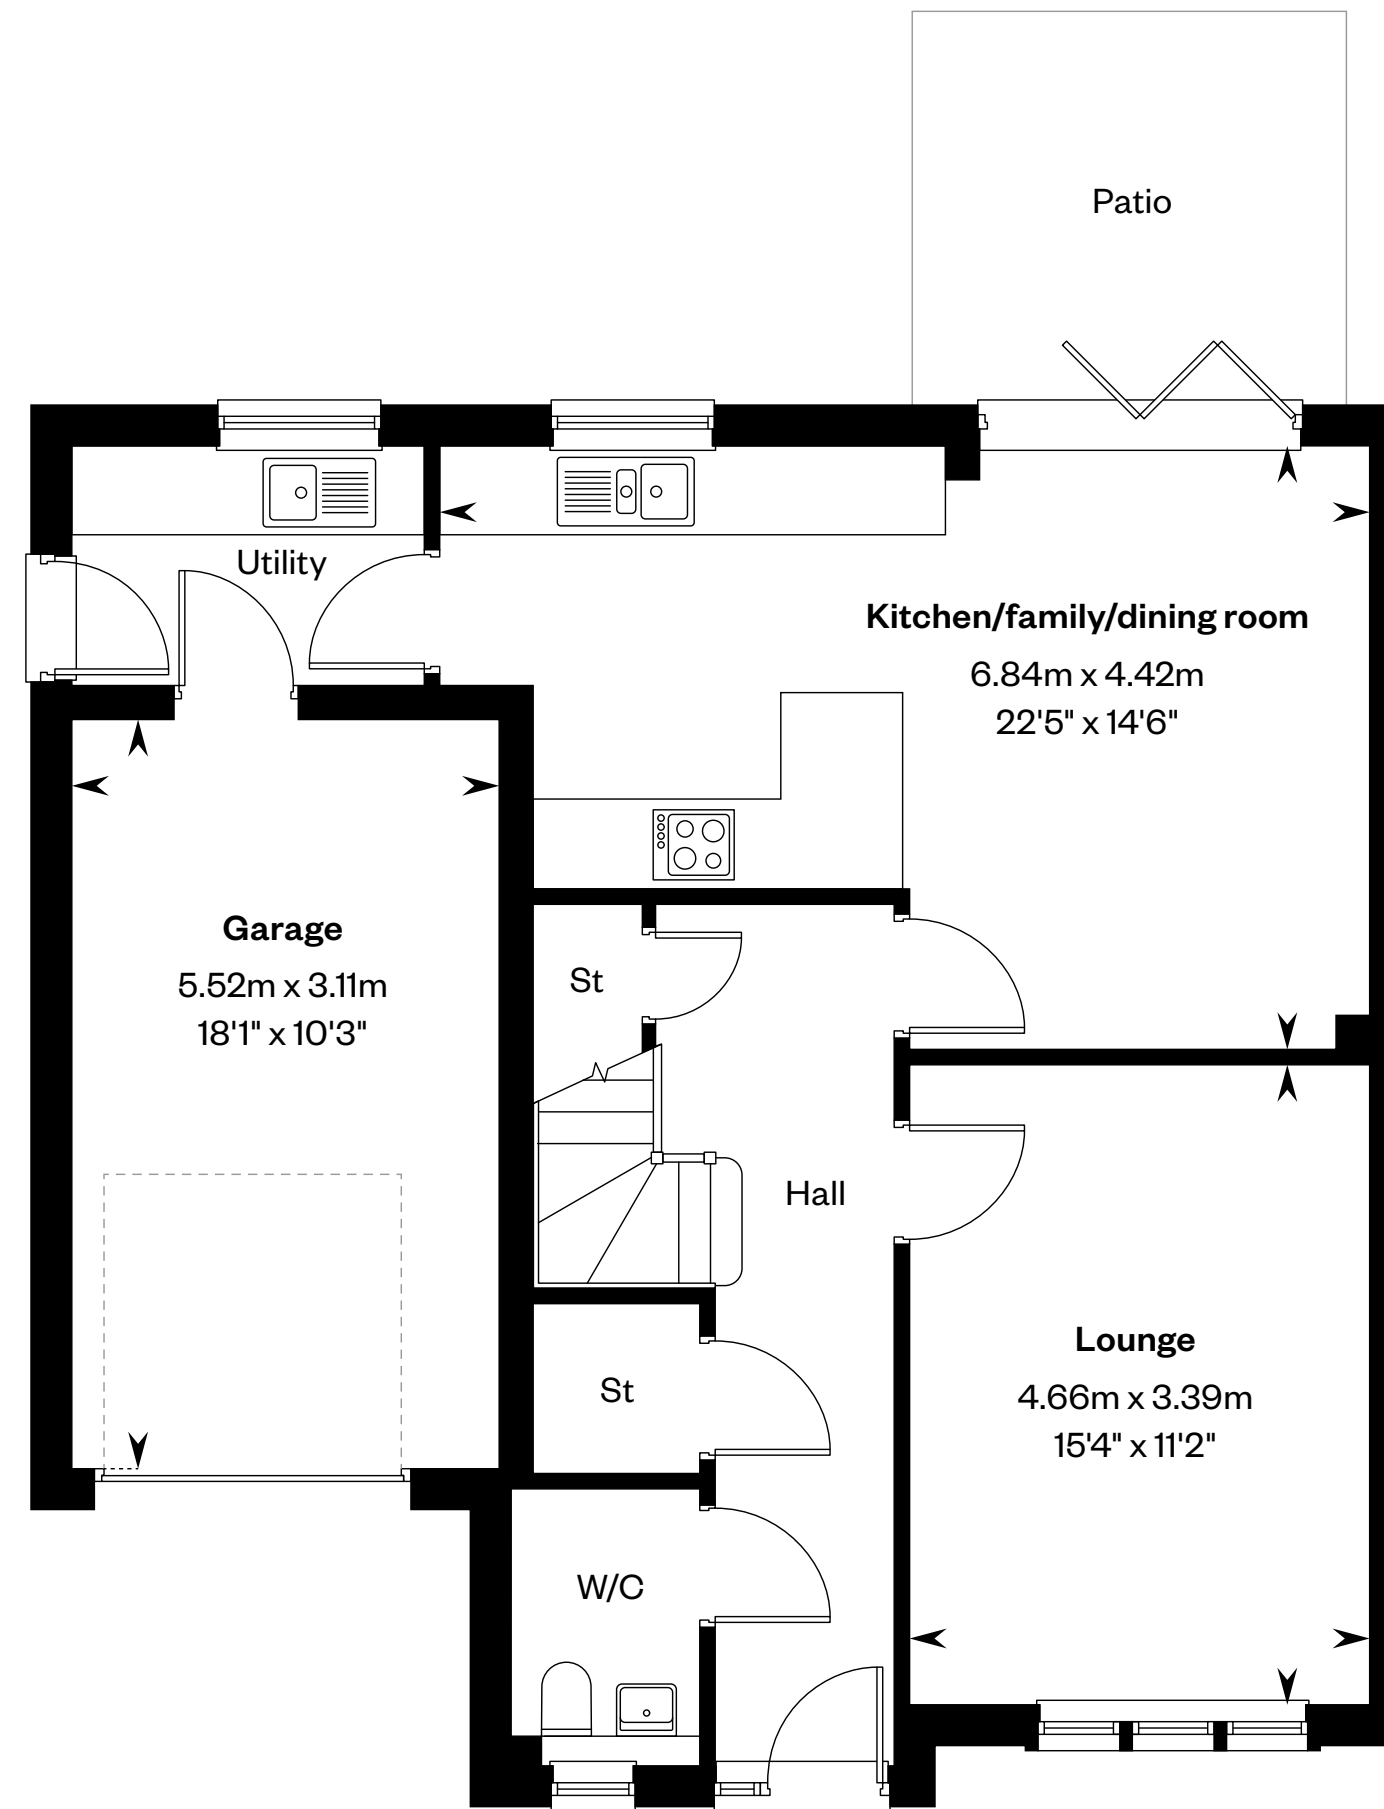 Patio
Utility
Kitchen/family/dining room
6.84m x 4.42m
22'5" x 14'6"
Garage
5.52m x 3.11m
18'1" x 10'3"
St
Hall
Lounge
4.66m x 3.39m
15'4" x 11'2"
St
W/C